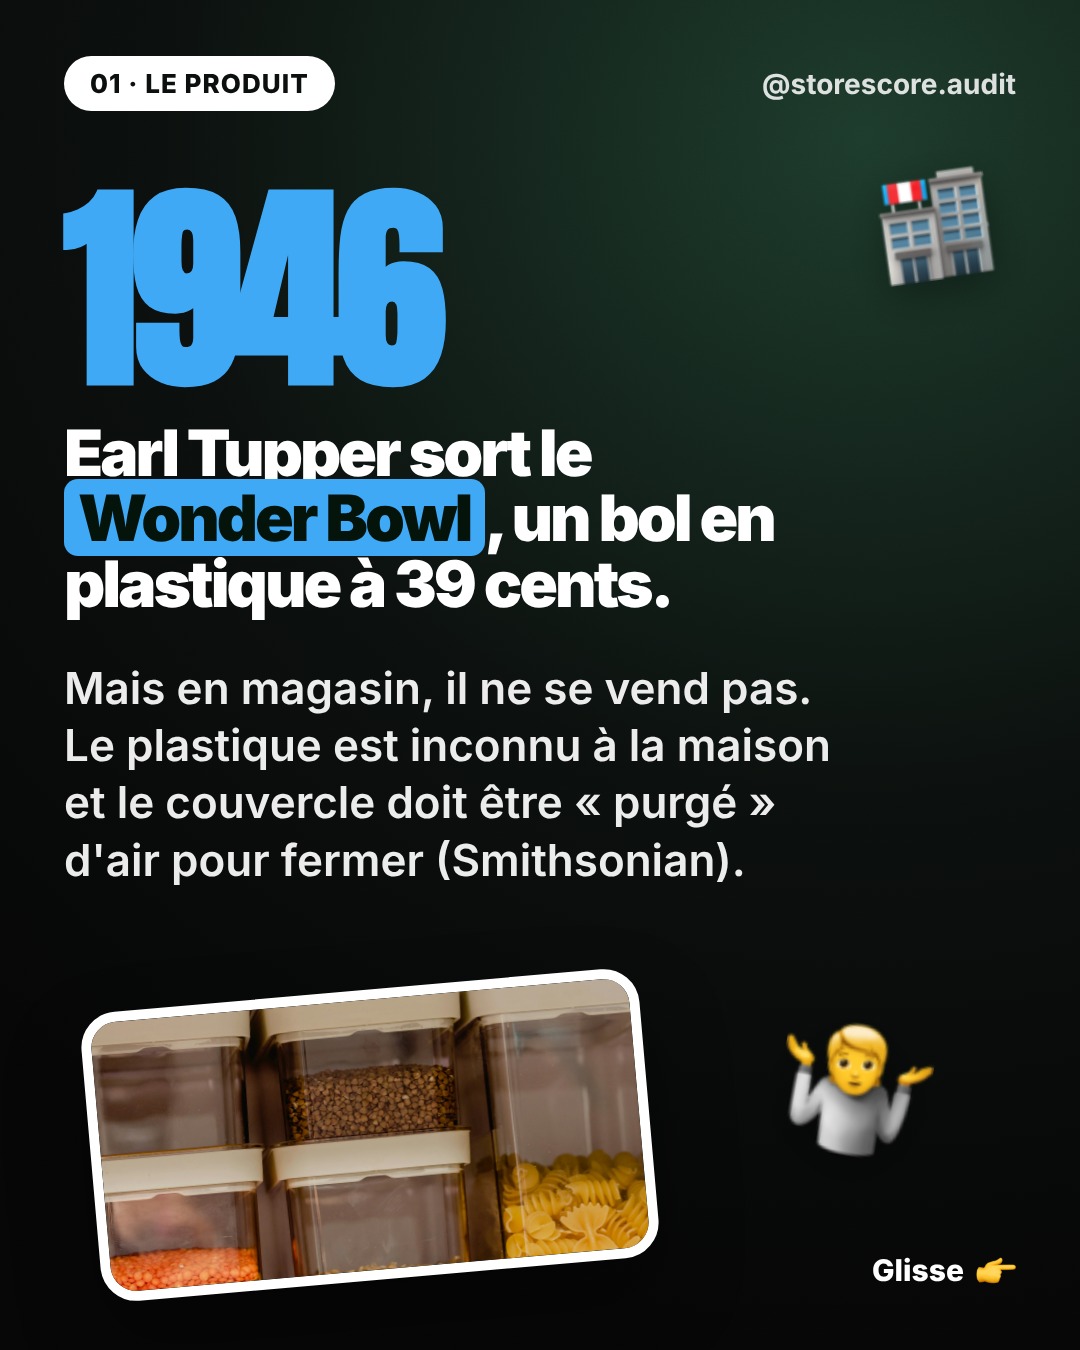 01 · LE PRODUIT
@storescore.audit
1946
Earl Tupper sort le
Wonder Bowl, un bol en
plastique à 39 cents.
Mais en magasin, il ne se vend pas.
Le plastique est inconnu à la maison
et le couvercle doit être « purgé »
d'air pour fermer (Smithsonian).
Glisse 👉